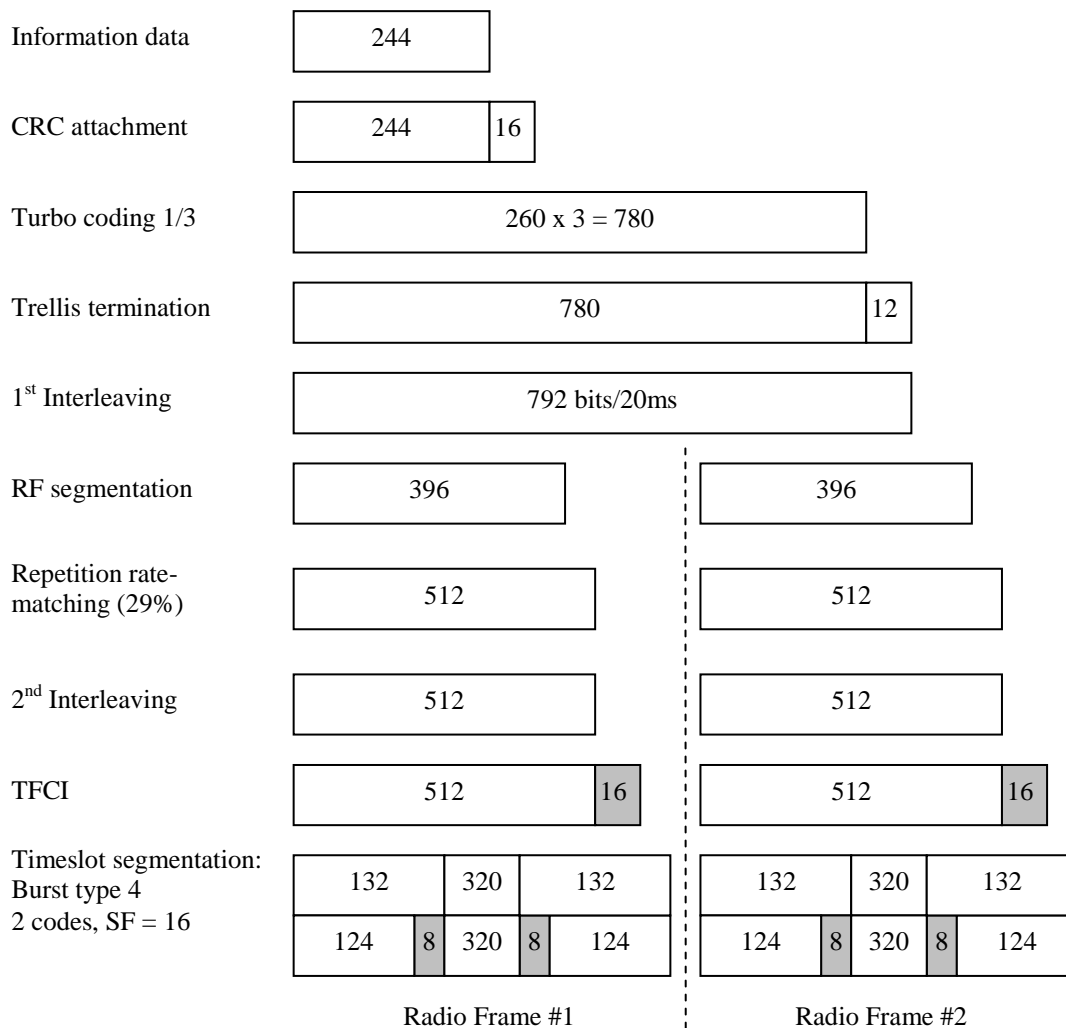 Information data
244
CRC attachment
244 16
Turbo coding 1/3
260 x 3 = 780
Trellis termination
780 12
1st Interleaving
792 bits/20ms
RF segmentation
396 396
Repetition rate-
matching (29%)
512 512
2nd Interleaving
512 512
TFCI
512 16 512 16
Timeslot segmentation:
Burst type 4
2 codes, SF = 16
132 320 132 132 320 132
124 8 320 8 124 124 8 320 8 124
Radio Frame #1 Radio Frame #2